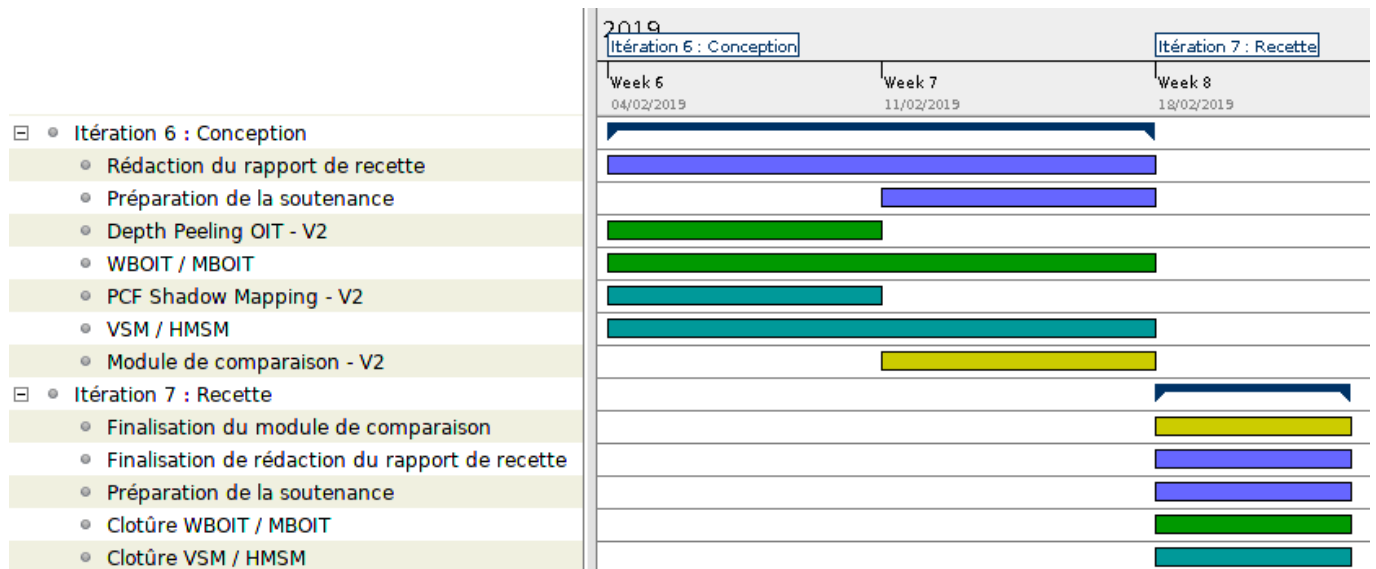 2019
Itération 6 : Conception
Itération 7 : Recette
Week 6
Week 7
Week 8
04/02/2019
11/02/2019
18/02/2019
Itération 6 : Conception
Rédaction du rapport de recette
Préparation de la soutenance
Depth Peeling OIT - V2
WBOIT / MBOIT
PCF Shadow Mapping - V2
VSM / HMSM
Module de comparaison - V2
Itération 7 : Recette
Finalisation du module de comparaison
Finalisation de rédaction du rapport de recette
Préparation de la soutenance
Clotûre WBOIT / MBOIT
Clotûre VSM / HMSM